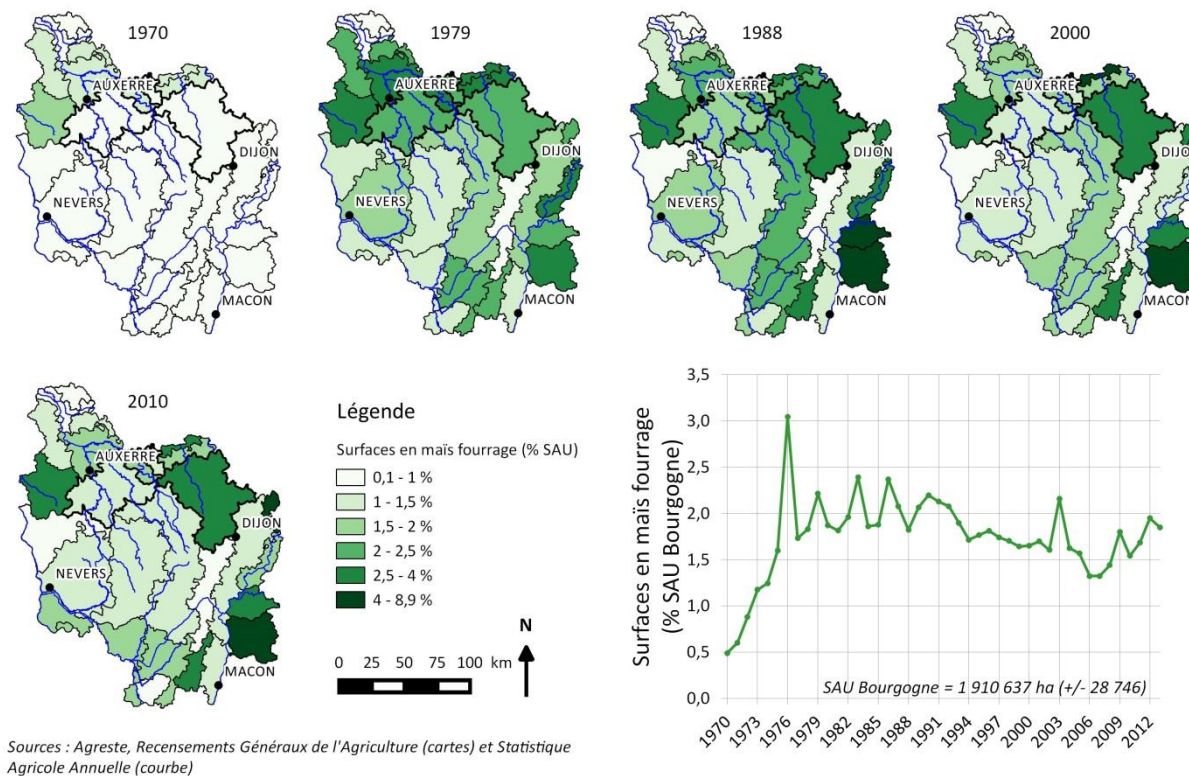 1970
AUXERRE
DIJON
NEVERS
MACON
1979
AUXERRE
DIJON
NEVERS
MACON
1988
AUXERRE
DIJON
NEVERS
MACON
2000
AUXERRE
DIJON
NEVERS
MACON
2010
AUXERRE
DIJON
NEVERS
MACON
Légende
Surfaces en maïs fourrage (% SAU)
0,1 - 1 %
1 - 1,5 %
1,5 - 2 %
2 - 2,5 %
2,5 - 4 %
4 - 8,9 %
N
0 25 50 75 100 km
Surfaces en maïs fourrage
(% SAU Bourgogne)
3,5
3,0
2,5
2,0
1,5
1,0
0,5
0,0
SAU Bourgogne = 1 910 637 ha (+/- 28 746)
1970 1973 1976 1979 1982 1985 1988 1991 1994 1997 2000 2003 2006 2009 2012
Sources : Agreste, Recensements Généraux de l'Agriculture (cartes) et Statistique
Agricole Annuelle (courbe)